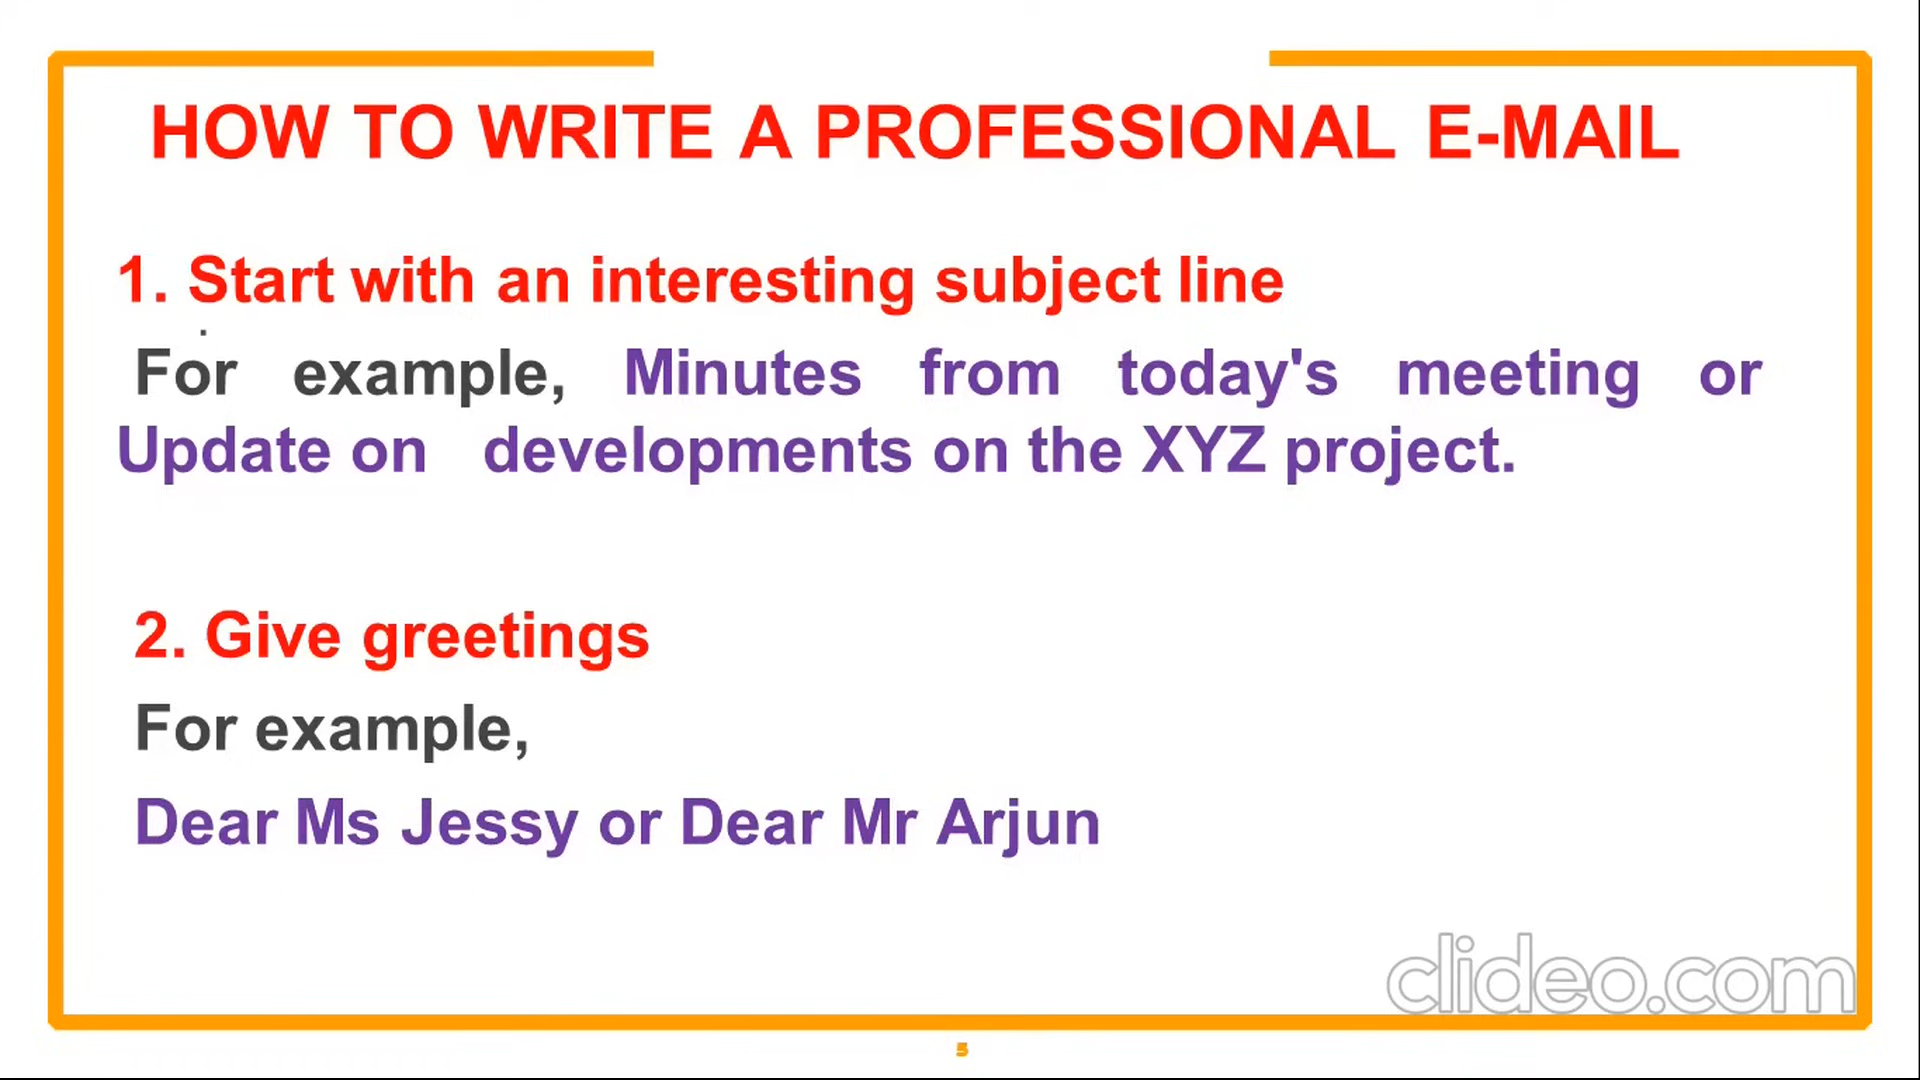 HOW TO WRITE A PROFESSIONAL E-MAIL
1. Start with an interesting subject line
For example, Minutes from today's meeting or
Update on developments on the XYZ project.
2. Give greetings
For example,
Dear Ms Jessy or Dear Mr Arjun
clideo.com
5